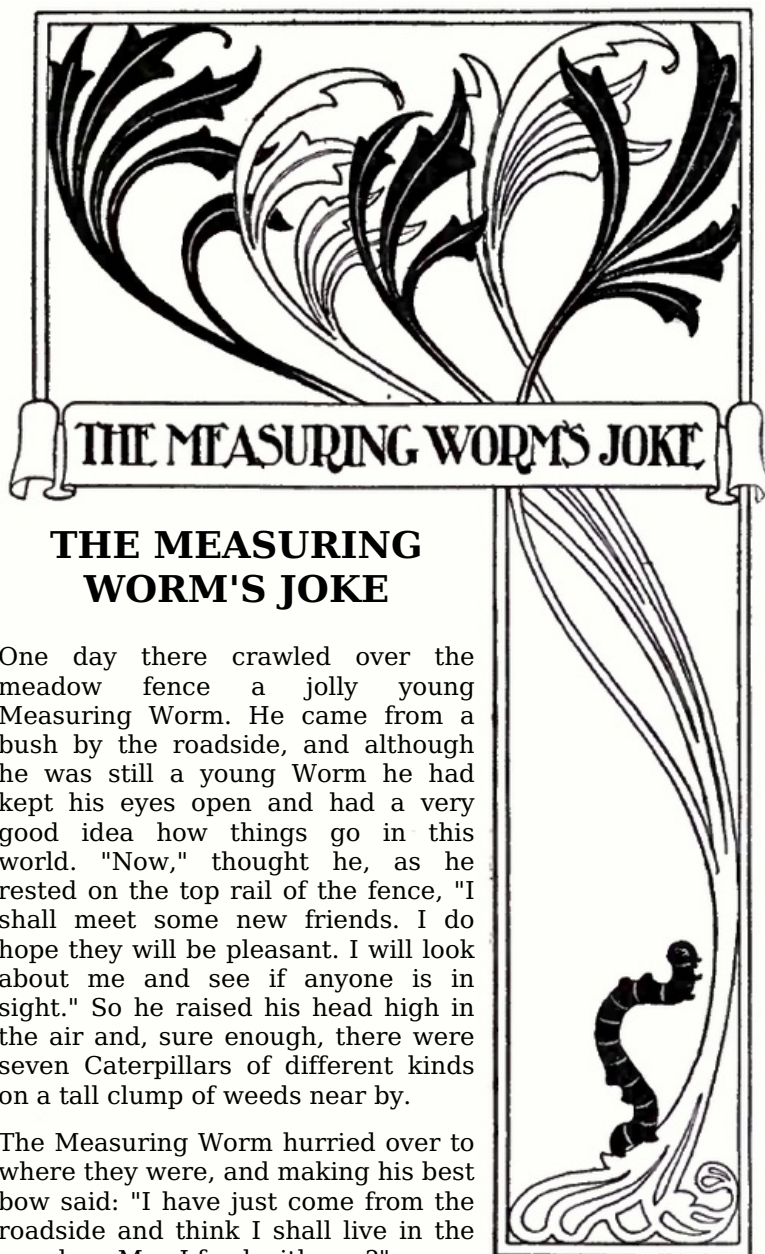 THE MEASURING WORM'S JOKE
THE MEASURING
WORM'S JOKE
One day there crawled over the
meadow fence a jolly young
Measuring Worm. He came from a
bush by the roadside, and although
he was still a young Worm he had
kept his eyes open and had a very
good idea how things go in this
world. "Now," thought he, as he
rested on the top rail of the fence, "I
shall meet some new friends. I do
hope they will be pleasant. I will look
about me and see if anyone is in
sight." So he raised his head high in
the air and, sure enough, there were
seven Caterpillars of different kinds
on a tall clump of weeds near by.
The Measuring Worm hurried over to
where they were, and making his best
bow said: "I have just come from the
roadside and think I shall live in the